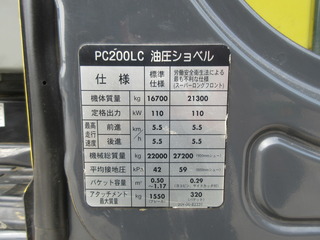 PC200LC 油圧ショベル
仕様 標準仕様 労働安全衛生法による最も不利な仕様(スーパーロングフロント)
機体質量 kg 16700 21300
定格出力 kW 110 110
最高走行速度 前進 km/h 5.5 5.5
後進 5.5 5.5
機械総質量 kg 22000 27200
平均接地圧 kPa 42 59
バケット容量 m³ 0.50-1.17 0.29
アタッチメント最大質量 kg 1550 320